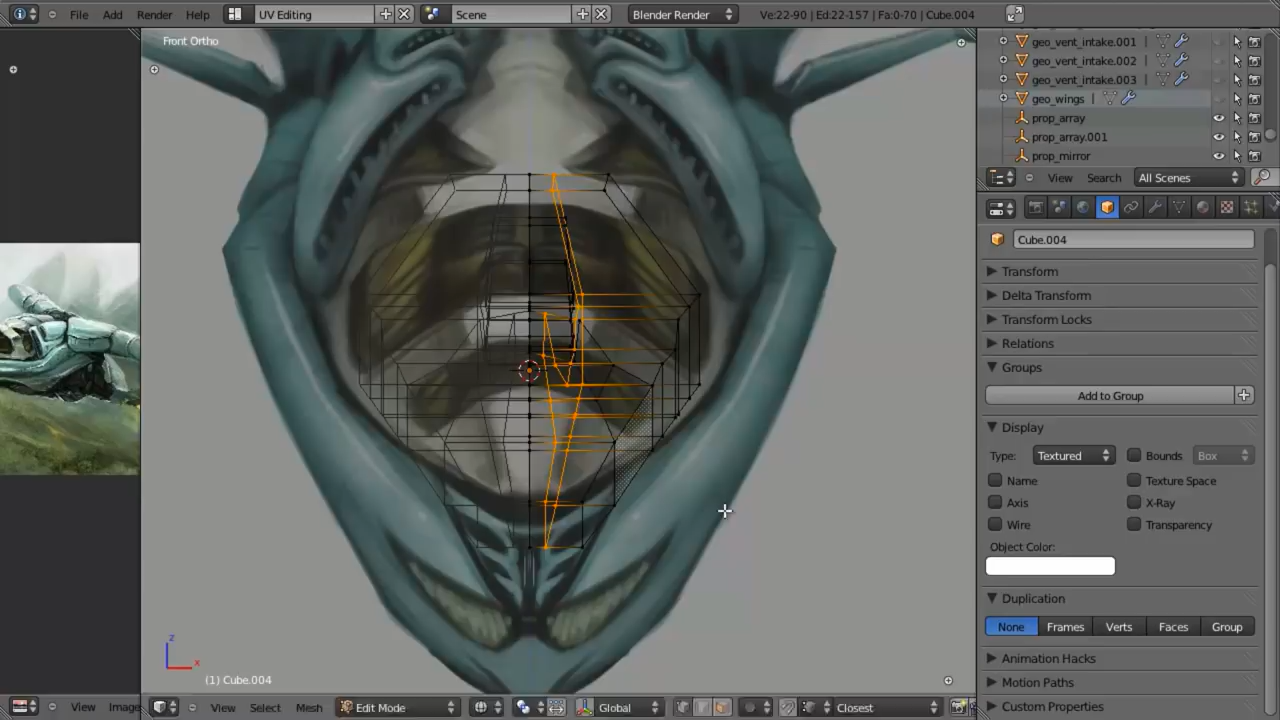 File Add Render Help UV Editing Scene Blender Render Ve:22-90 | Ed:22-157 | Fa:0-70 | Cube.004
Front Ortho
geo_vent_intake.001
geo_vent_intake.002
geo_vent_intake.003
geo_wings
prop_array
prop_array.001
prop_mirror
View Search All Scenes
Cube.004
Transform
Delta Transform
Transform Locks
Relations
Groups
Add to Group
Display
Type: Textured Bounds Box
Name Texture Space
Axis X-Ray
Wire Transparency
Object Color:
Duplication
None Frames Verts Faces Group
Animation Hacks
Motion Paths
Custom Properties
z
x
(1) Cube.004
View Image View Select Mesh Edit Mode Global Closest